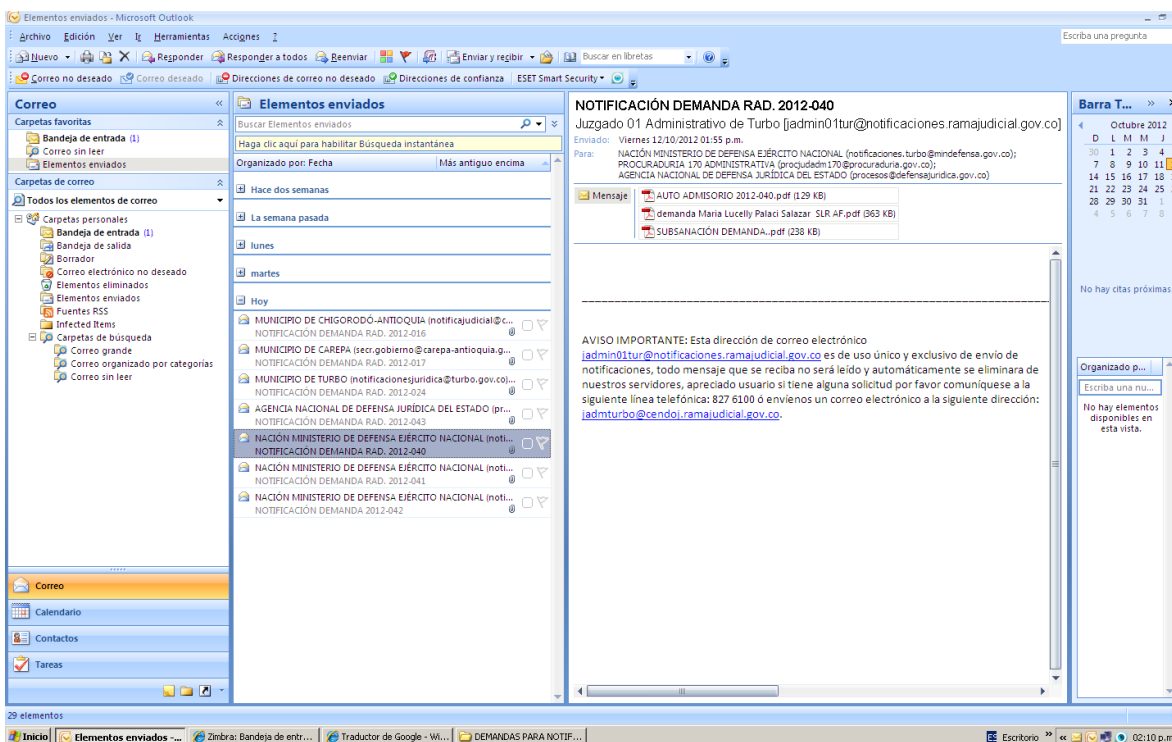 Elementos enviados - Microsoft Outlook
Archivo Edición Ver Ir Herramientas Acciones ?
Escriba una pregunta
Nuevo Responder Responder a todos Reenviar Enviar y recibir Buscar en libretas
Correo no deseado Correo deseado Direcciones de correo no deseado Direcciones de confianza ESET Smart Security
Correo
Carpetas favoritas
Bandeja de entrada (1)
Correo sin leer
Elementos enviados
Carpetas de correo
Todos los elementos de correo
Carpetas personales
Bandeja de entrada (1)
Bandeja de salida
Borrador
Correo electrónico no deseado
Elementos eliminados
Elementos enviados
Fuentes RSS
Infected Items
Carpetas de búsqueda
Correo grande
Correo organizado por categorías
Correo sin leer
Correo
Calendario
Contactos
Tareas
Elementos enviados
Buscar Elementos enviados
Haga clic aquí para habilitar Búsqueda instantánea
Organizado por: Fecha Más antiguo encima
Hace dos semanas
La semana pasada
lunes
martes
Hoy
MUNICIPIO DE CHIGORODÓ-ANTIOQUIA (notificajudicial@c...
NOTIFICACIÓN DEMANDA RAD. 2012-016
MUNICIPIO DE CAREPA (secr.gobierno@carepa-antioquia.g...
NOTIFICACIÓN DEMANDA RAD. 2012-017
MUNICIPIO DE TURBO (notificacionesjuridica@turbo.gov.co)...
NOTIFICACIÓN DEMANDA RAD. 2012-024
AGENCIA NACIONAL DE DEFENSA JURÍDICA DEL ESTADO (pr...
NOTIFICACIÓN DEMANDA RAD. 2012-043
NACIÓN MINISTERIO DE DEFENSA EJÉRCITO NACIONAL (noti...
NOTIFICACIÓN DEMANDA RAD. 2012-040
NACIÓN MINISTERIO DE DEFENSA EJÉRCITO NACIONAL (noti...
NOTIFICACIÓN DEMANDA RAD. 2012-041
NACIÓN MINISTERIO DE DEFENSA EJÉRCITO NACIONAL (noti...
NOTIFICACIÓN DEMANDA 2012-042
NOTIFICACIÓN DEMANDA RAD. 2012-040
Juzgado 01 Administrativo de Turbo [jadmin01tur@notificaciones.ramajudicial.gov.co]
Enviado: Viernes 12/10/2012 01:55 p.m.
Para: NACIÓN MINISTERIO DE DEFENSA EJÉRCITO NACIONAL (notificaciones.turbo@mindefensa.gov.co);
PROCURADURIA 170 ADMINISTRATIVA (procjudadm170@procuraduria.gov.co);
AGENCIA NACIONAL DE DEFENSA JURÍDICA DEL ESTADO (procesos@defensajuridica.gov.co)
Mensaje
AUTO ADMISORIO 2012-040.pdf (129 KB)
demanda Maria Lucelly Palaci Salazar SLR AF.pdf (363 KB)
SUBSANACIÓN DEMANDA..pdf (238 KB)
AVISO IMPORTANTE: Esta dirección de correo electrónico
jadmin01tur@notificaciones.ramajudicial.gov.co es de uso único y exclusivo de envío de
notificaciones, todo mensaje que se reciba no será leído y automáticamente se eliminara de
nuestros servidores, apreciado usuario si tiene alguna solicitud por favor comuníquese a la
siguiente línea telefónica: 827 6100 ó envíenos un correo electrónico a la siguiente dirección:
jadmturbo@cendoj.ramajudicial.gov.co.
Barra T...
Octubre 2012
D L M M J
30 1 2 3 4
7 8 9 10 11
14 15 16 17 18
21 22 23 24 25
28 29 30 31 1
4 5 6 7 8
No hay citas próximas
Organizado p...
Escriba una nu...
No hay elementos
disponibles en
esta vista.
29 elementos
Inicio Elementos enviados -... Zimbra: Bandeja de entr... Traductor de Google - Wi... DEMANDAS PARA NOTIF... Escritorio 02:10 p.m